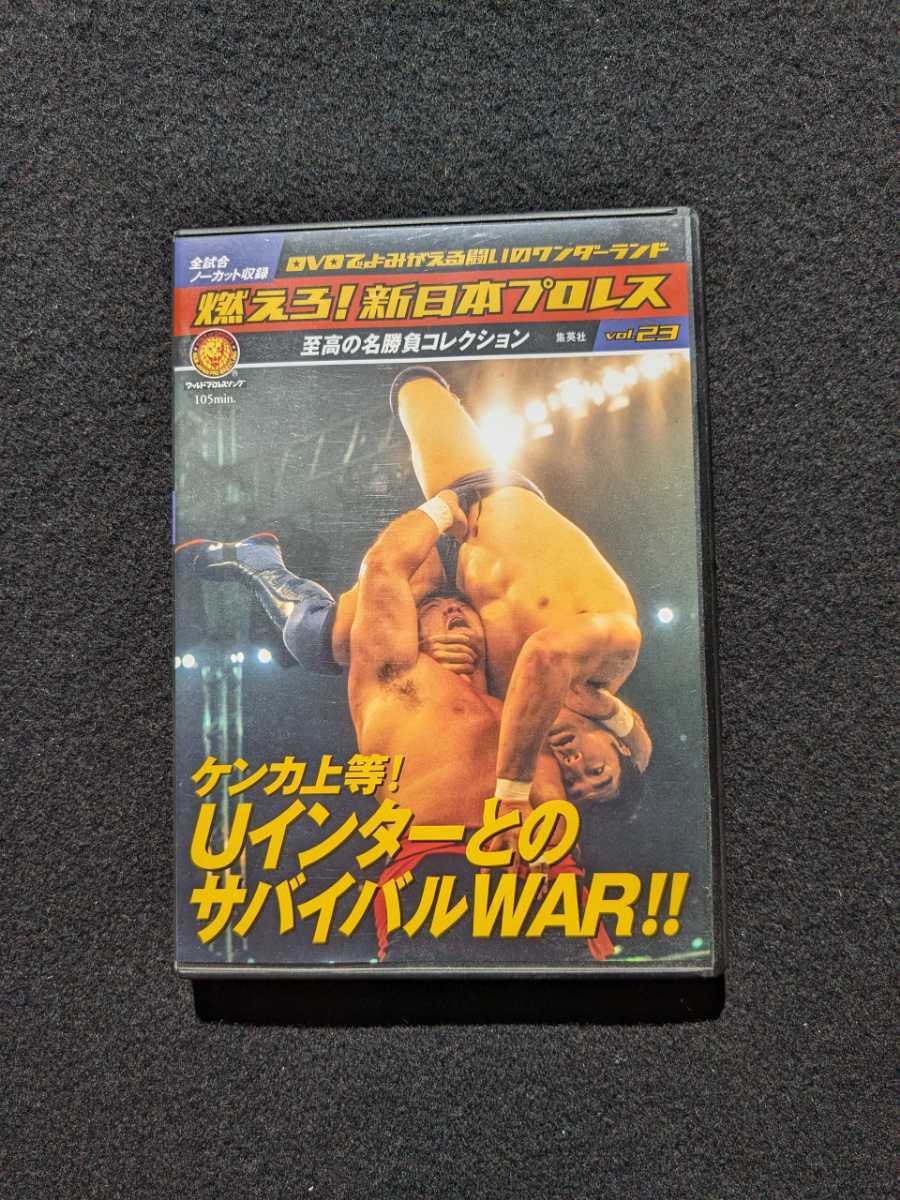 全試合
ノーカット収録
DVDでよみがえる闘いのワンダーランド
燃えろ!新日本プロレス
至高の名勝負コレクション
集英社
vol.23
ワールドプロレスリング
105min.
ケンカ上等!
Uインターとの
サバイバルWAR!!